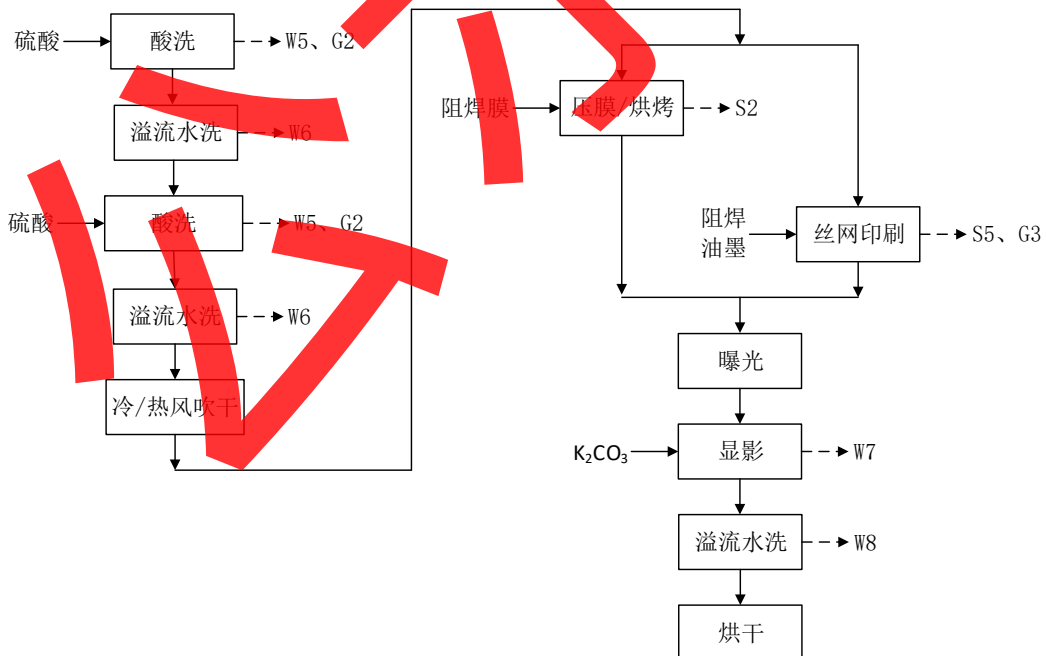 硫酸
酸洗
W5、G2
溢流水洗
W6
硫酸
酸洗
W5、G2
溢流水洗
W6
冷/热风吹干
阻焊膜
压膜/烘烤
S2
阻焊
油墨
丝网印刷
S5、G3
曝光
K₂CO₃
显影
W7
溢流水洗
W8
烘干